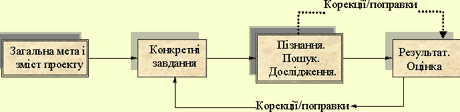 Корекції/поправки
Загальна мета і
зміст проекту
Конкретні
завдання
Пізнання.
Пошук.
Дослідження.
Результат.
Оцінка
Корекції/поправки